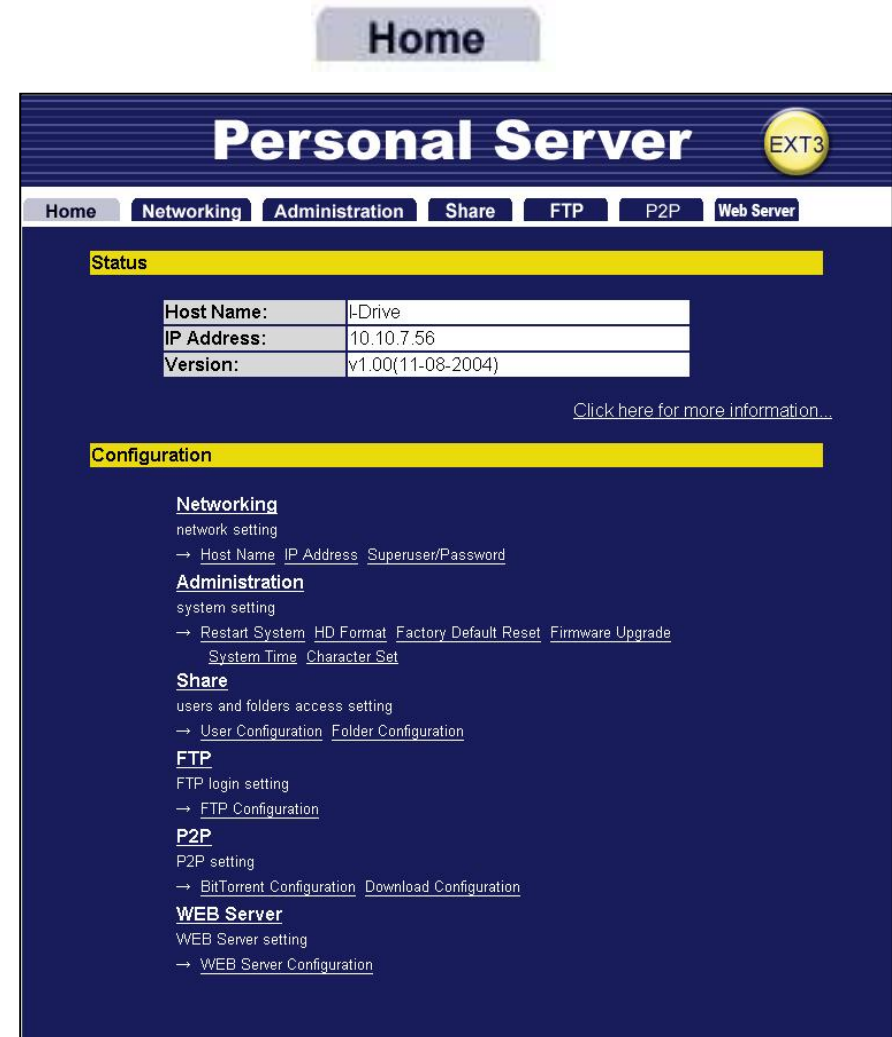 Home
Personal Server
EXT3
Home Networking Administration Share FTP P2P Web Server
Status
Host Name: I-Drive
IP Address: 10.10.7.56
Version: v1.00(11-08-2004)
Click here for more information...
Configuration
Networking
network setting
→ Host Name IP Address Superuser/Password
Administration
system setting
→ Restart System HD Format Factory Default Reset Firmware Upgrade
System Time Character Set
Share
users and folders access setting
→ User Configuration Folder Configuration
FTP
FTP login setting
→ FTP Configuration
P2P
P2P setting
→ BitTorrent Configuration Download Configuration
WEB Server
WEB Server setting
→ WEB Server Configuration